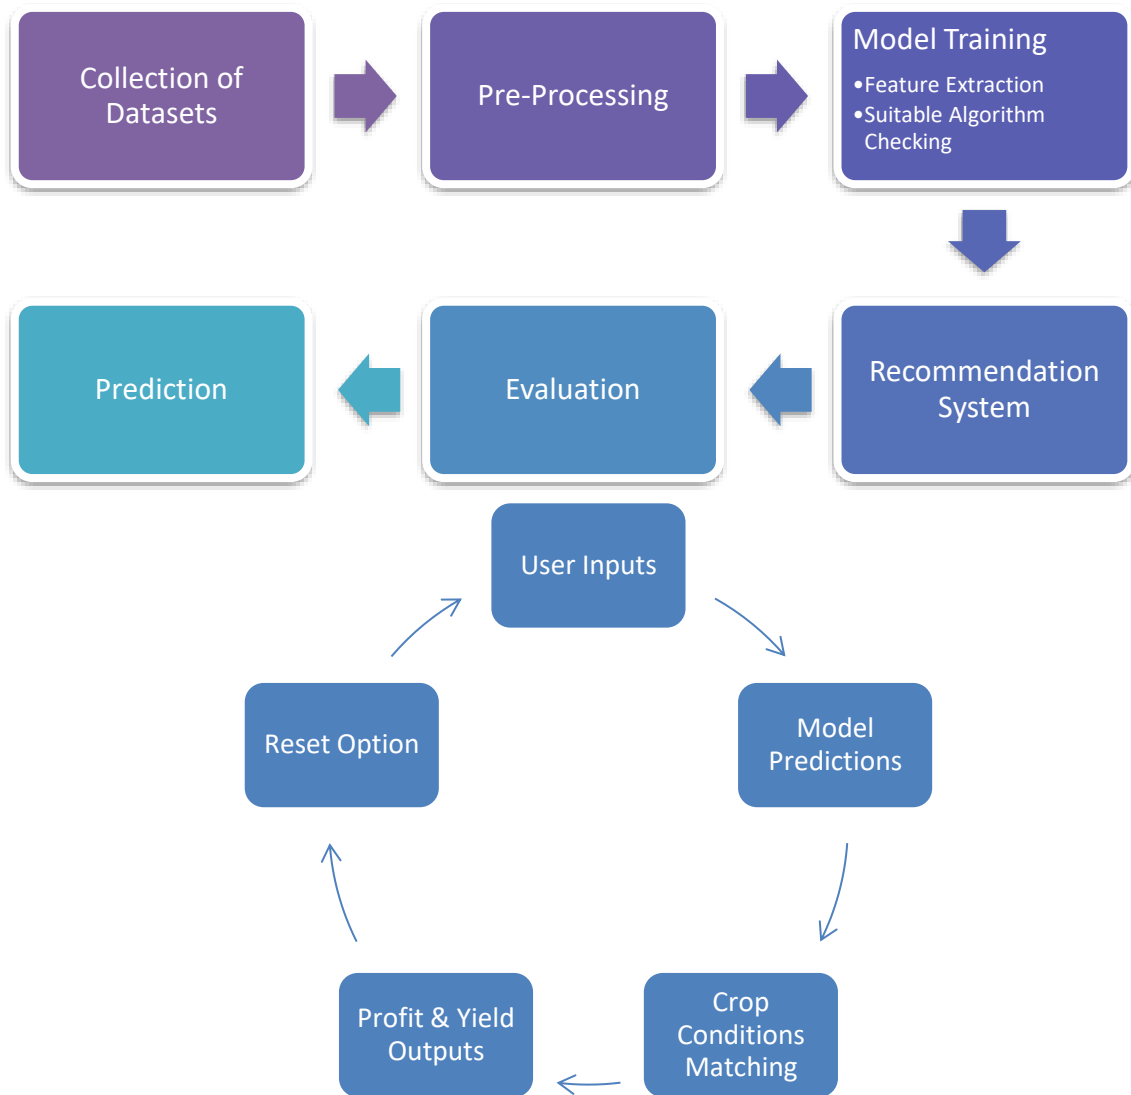 Collection of
Datasets
Pre-Processing
Model Training
•Feature Extraction
•Suitable Algorithm
Checking
Prediction
Evaluation
Recommendation
System
User Inputs
Model
Predictions
Crop
Conditions
Matching
Profit & Yield
Outputs
Reset Option